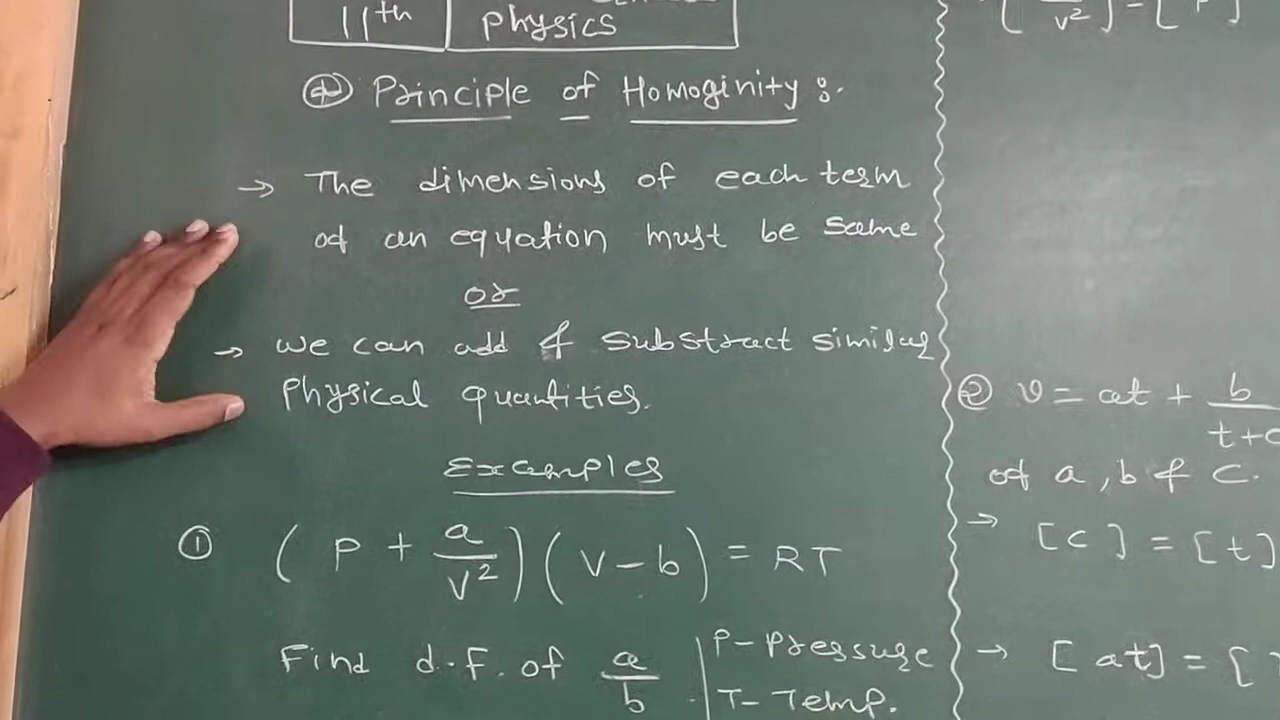 11th Physics
Principle of Homoginity :-
→ The dimensions of each term
of an equation must be same
or
→ we can add & substract similar
Physical quantities.
Examples
① (P + a/V²)(V-b) = RT
Find d.F. of a/b
P-Pressure
T-Temp.
v²] = [P]
② v = at + b/t+c
of a, b & c.
→ [c] = [t]
→ [at] = [